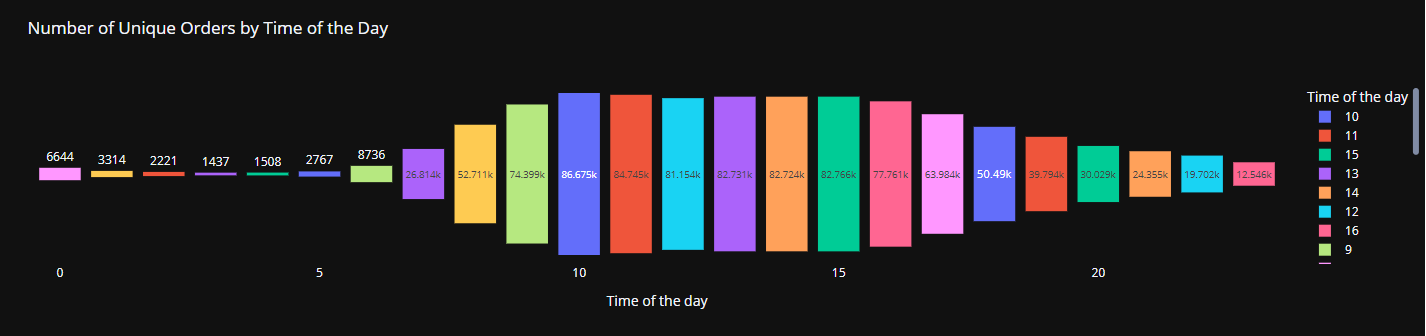 Number of Unique Orders by Time of the Day
6644
3314
2221
1437
1508
2767
8736
26.814k
52.711k
74.399k
86.675k
84.745k
81.154k
82.731k
82.724k
82.766k
77.761k
63.984k
50.49k
39.794k
30.029k
24.355k
19.702k
12.546k
0
5
10
15
20
Time of the day
Time of the day
10
11
15
13
14
12
16
9